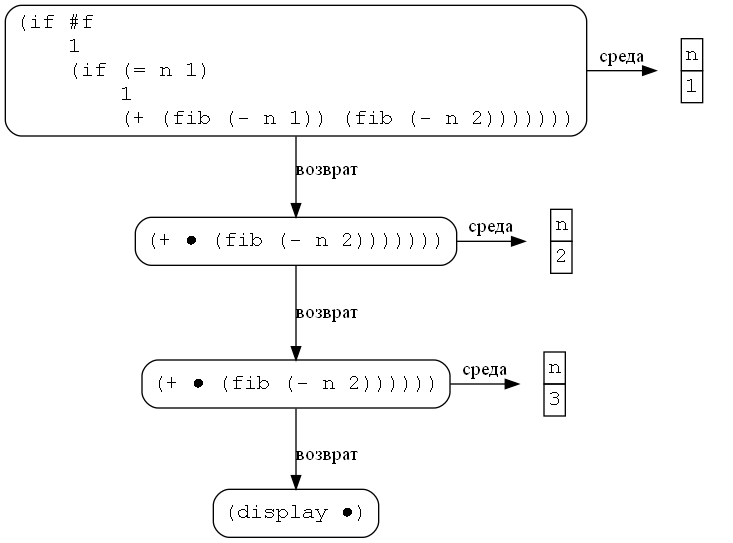 (if #f
1
(if (= n 1)
1
(+ (fib (- n 1)) (fib (- n 2)))))))
среда
n
1
возврат
(+ ● (fib (- n 2)))))))
среда
n
2
возврат
(+ ● (fib (- n 2))))))
среда
n
3
возврат
(display ●)